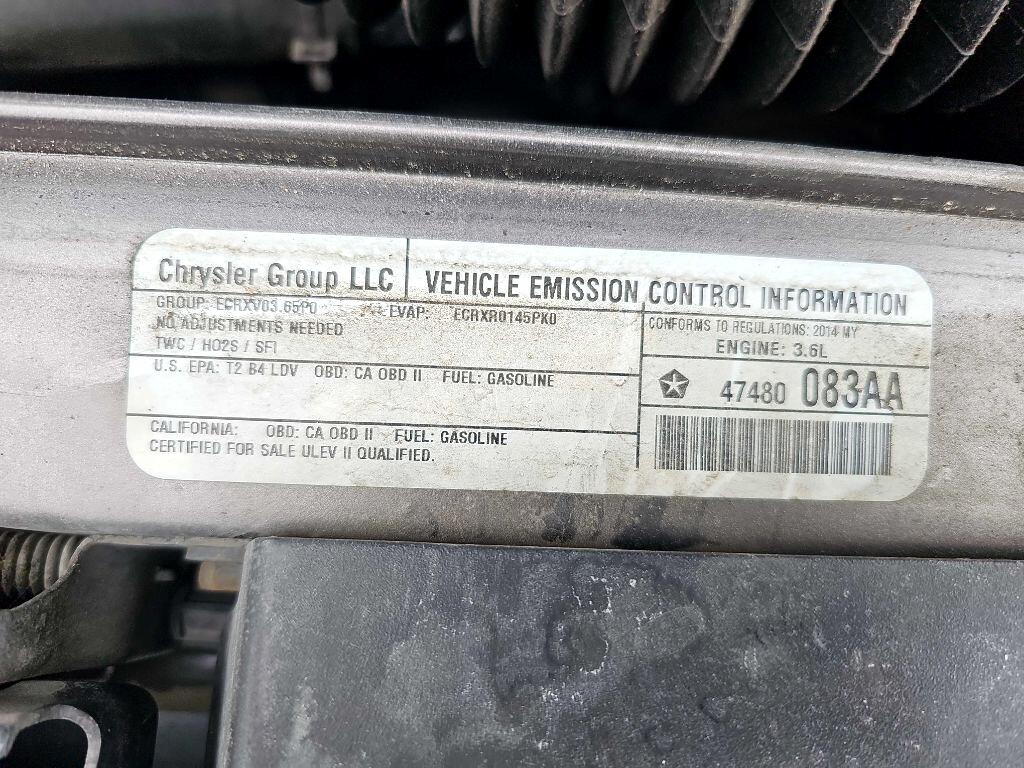 Chrysler Group LLC
VEHICLE EMISSION CONTROL INFORMATION
GROUP: ECRXV03.65P0 EVAP: ECRXR0145PK0
NO ADJUSTMENTS NEEDED
TWC / HO2S / SFI
CONFORMS TO REGULATIONS: 2014 MY
ENGINE: 3.6L
U.S. EPA: T2 B4 LDV OBD: CA OBD II FUEL: GASOLINE
47480 083AA
CALIFORNIA: OBD: CA OBD II FUEL: GASOLINE
CERTIFIED FOR SALE ULEV II QUALIFIED.